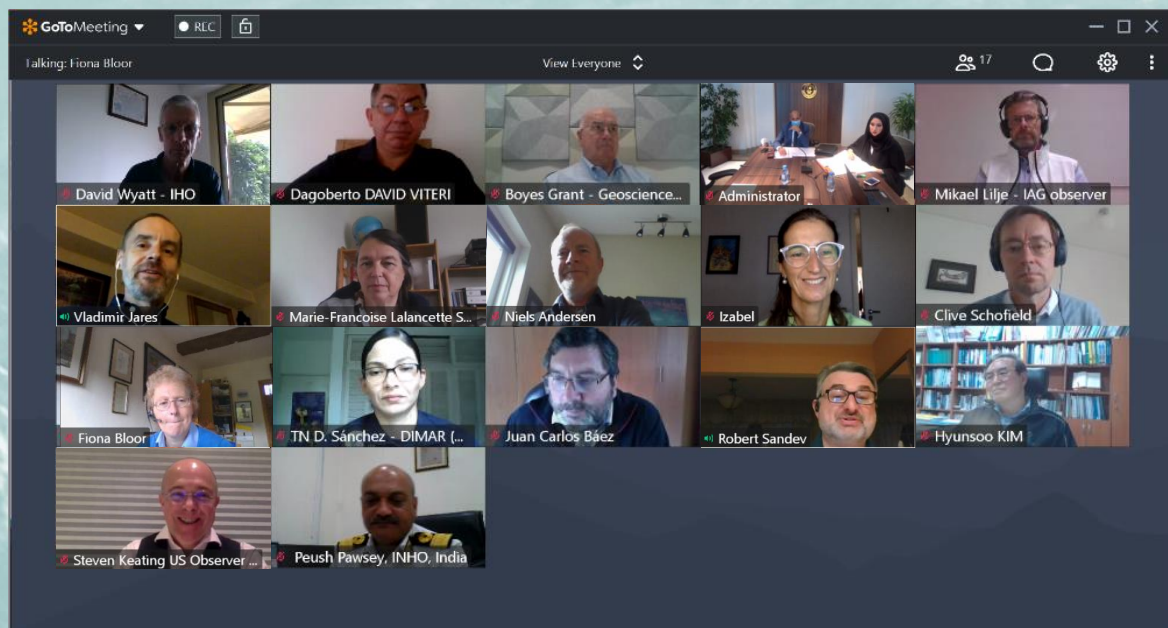 GoToMeeting
REC
Talking: Fiona Bloor
View Everyone
17
David Wyatt - IHO
Dagoberto DAVID VITERI
Boyes Grant - Geoscience...
Administrator
Mikael Lilje - IAG observer
Vladimir Jares
Marie-Francoise Lalancette S...
Niels Andersen
Izabel
Clive Schofield
Fiona Bloor
TN D. Sánchez - DIMAR (...
Juan Carlos Báez
Robert Sandev
Hyunsoo KIM
Steven Keating US Observer ...
Peush Pawsey, INHO, India